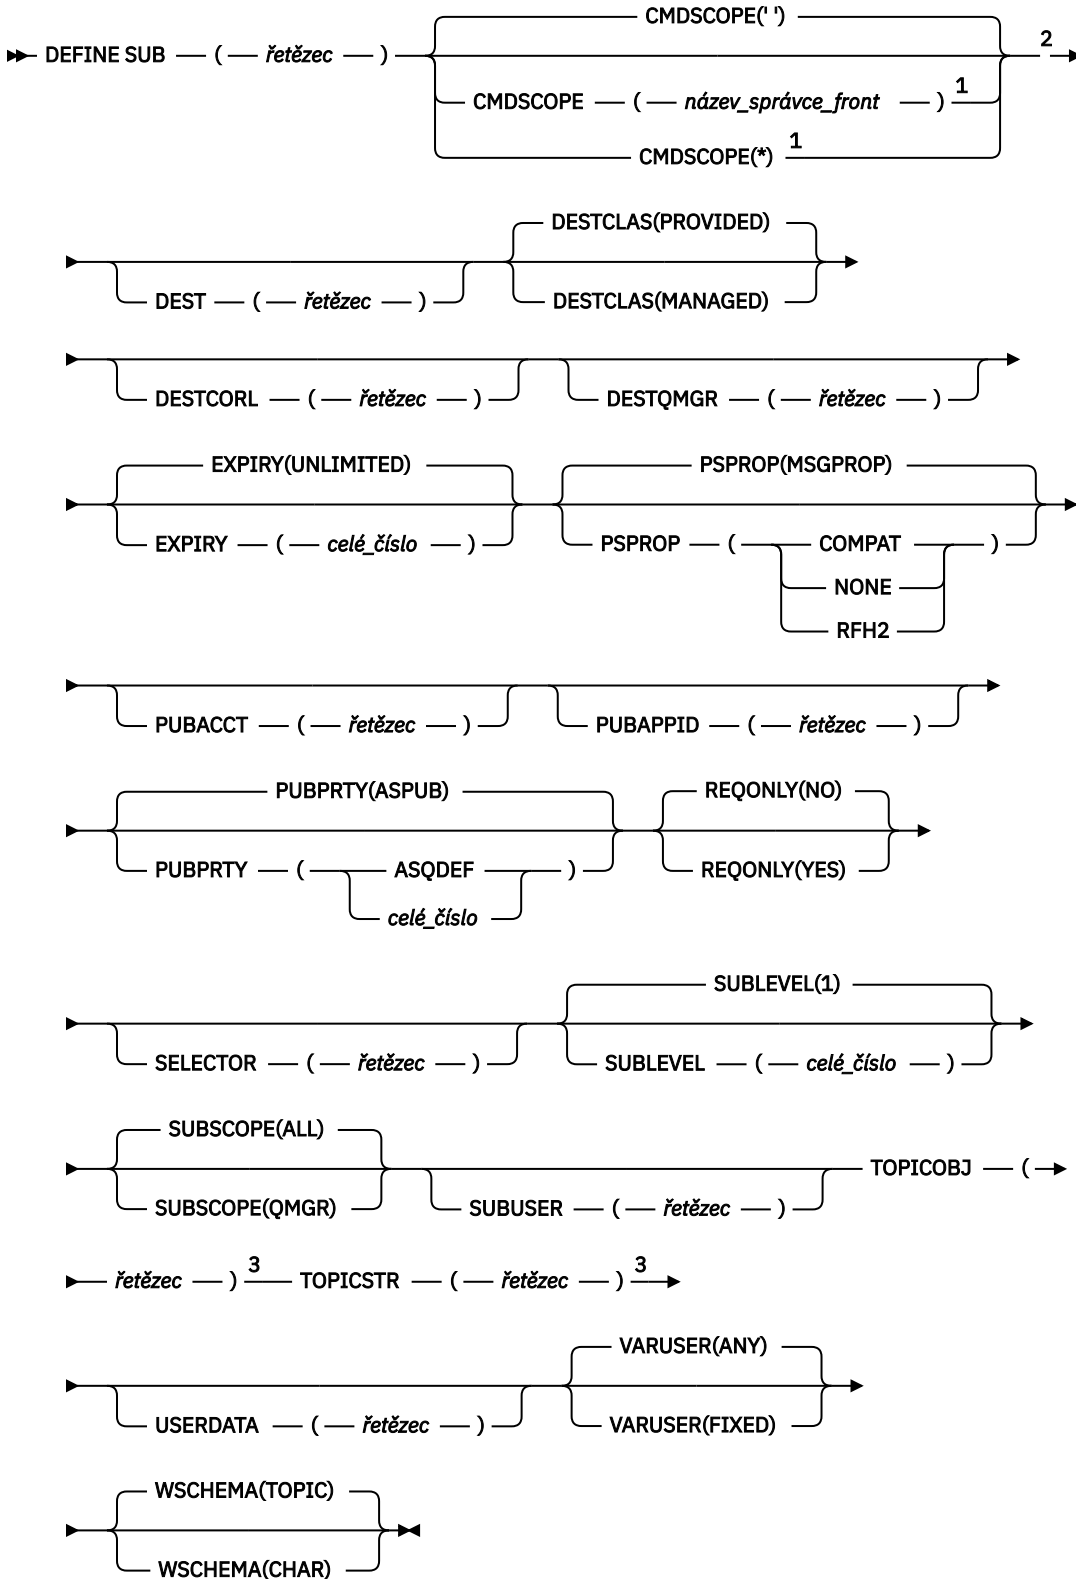 CMDSCOPE(' ')
DEFINE SUB ( řetězec ) 2
CMDSCOPE ( název_správce_front ) 1
CMDSCOPE(*) 1
DESTCLAS(PROVIDED)
DEST ( řetězec ) DESTCLAS(MANAGED)
DESTCORL ( řetězec ) DESTQMGR ( řetězec )
EXPIRY(UNLIMITED) PSPROP(MSGPROP)
EXPIRY ( celé_číslo ) PSPROP ( COMPAT )
NONE
RFH2
PUBACCT ( řetězec ) PUBAPPID ( řetězec )
PUBPRTY(ASPUB) REQONLY(NO)
PUBPRTY ( ASQDEF ) REQONLY(YES)
celé_číslo
SUBLEVEL(1)
SELECTOR ( řetězec ) SUBLEVEL ( celé_číslo )
SUBSCOPE(ALL)
TOPICOBJ (
SUBSCOPE(QMGR) SUBUSER ( řetězec )
řetězec ) 3 TOPICSTR ( řetězec ) 3
VARUSER(ANY)
USERDATA ( řetězec ) VARUSER(FIXED)
WSCHEMA(TOPIC)
WSCHEMA(CHAR)